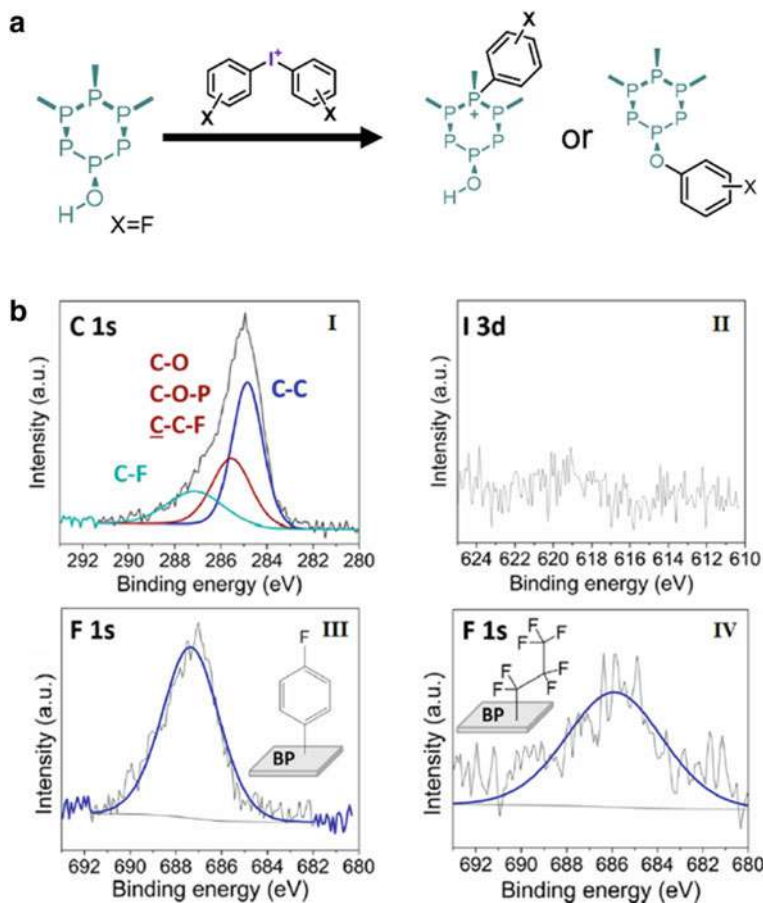 a
I+
X X
P P P P P P
O
H
X=F
X
P P P P P P
+
O
H
or
P P P P P P
O
X
b
C 1s
I
C-O
C-O-P
C-C-F
C-C
C-F
Intensity (a.u.)
292 290 288 286 284 282 280
Binding energy (eV)
I 3d
II
Intensity (a.u.)
624 622 620 618 616 614 612 610
Binding energy (eV)
F 1s
III
F
BP
Intensity (a.u.)
692 690 688 686 684 682 680
Binding energy (eV)
F 1s
IV
F F F F F F F
BP
Intensity (a.u.)
692 690 688 686 684 682 680
Binding energy (eV)